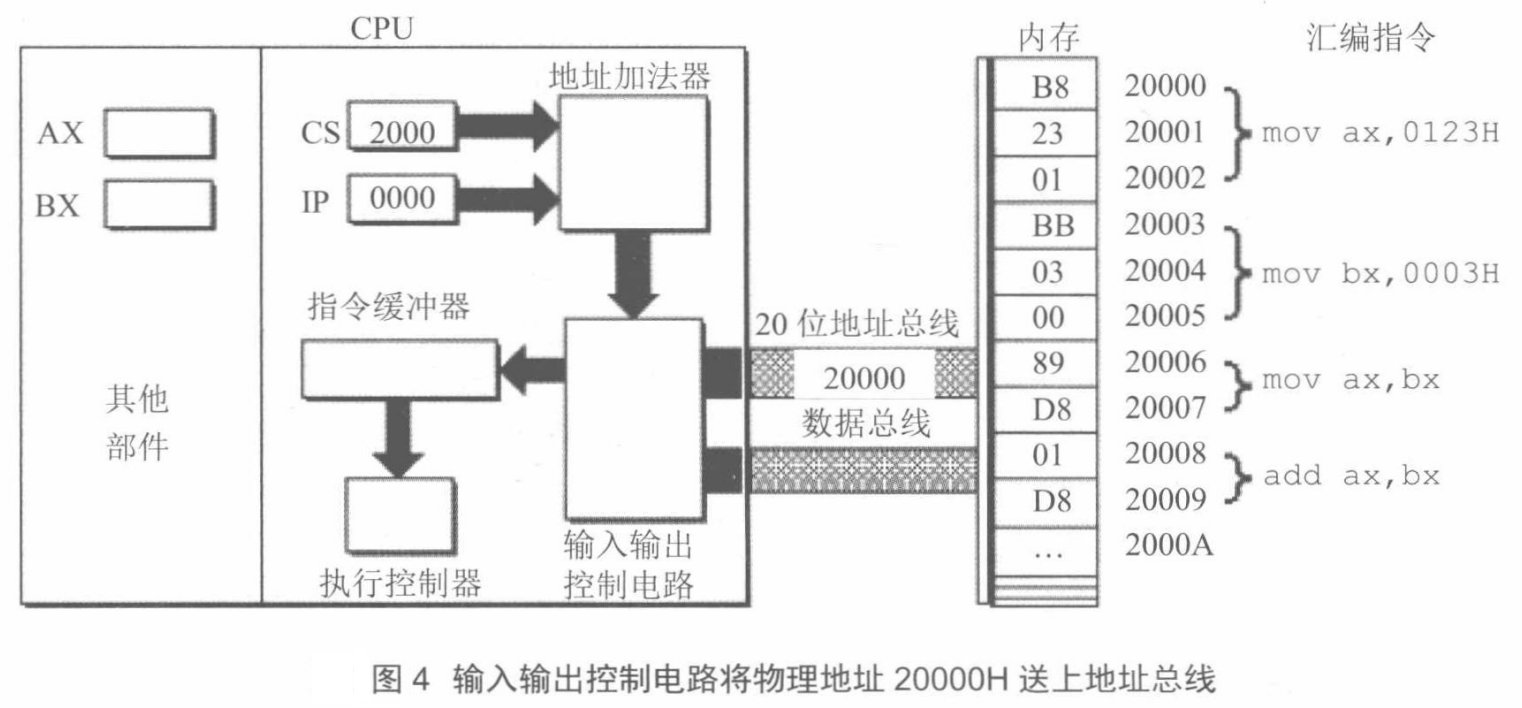 CPU
内存 汇编指令
地址加法器
AX
CS 2000
BX
IP 0000
指令缓冲器
其他
部件
执行控制器
输入输出
控制电路
20 位地址总线
20000
数据总线
B8 20000
23 20001 mov ax,0123H
01 20002
BB 20003
03 20004 mov bx,0003H
00 20005
89 20006
mov ax,bx
D8 20007
01 20008
add ax,bx
D8 20009
… 2000A
图 4 输入输出控制电路将物理地址 20000H 送上地址总线